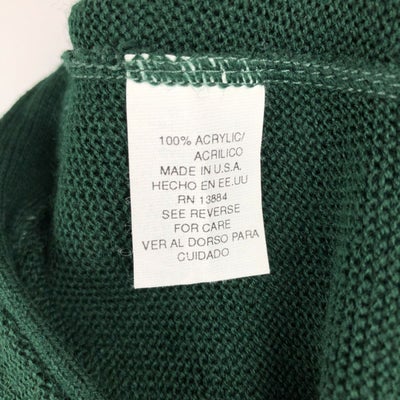 100% ACRYLIC/
ACRILICO
MADE IN U.S.A.
HECHO EN EE.UU
RN 13884
SEE REVERSE
FOR CARE
VER AL DORSO PARA
CUIDADO